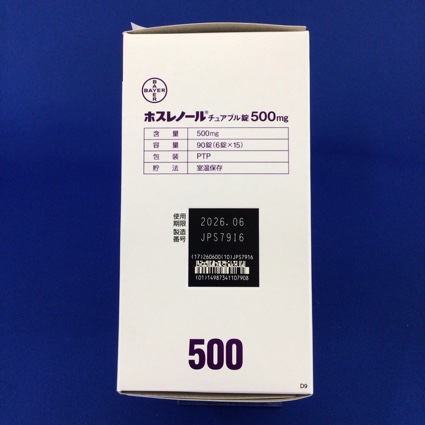 BAYER
BAYER
ホスレノール® チュアブル錠 500mg
含 量 500mg
容 量 90錠(6錠×15)
包 装 PTP
貯 法 室温保存
使用期限 2026.06
製造番号 JPS7916
(17)260600(10)JPS7916
(01)14987341107908
500
D9